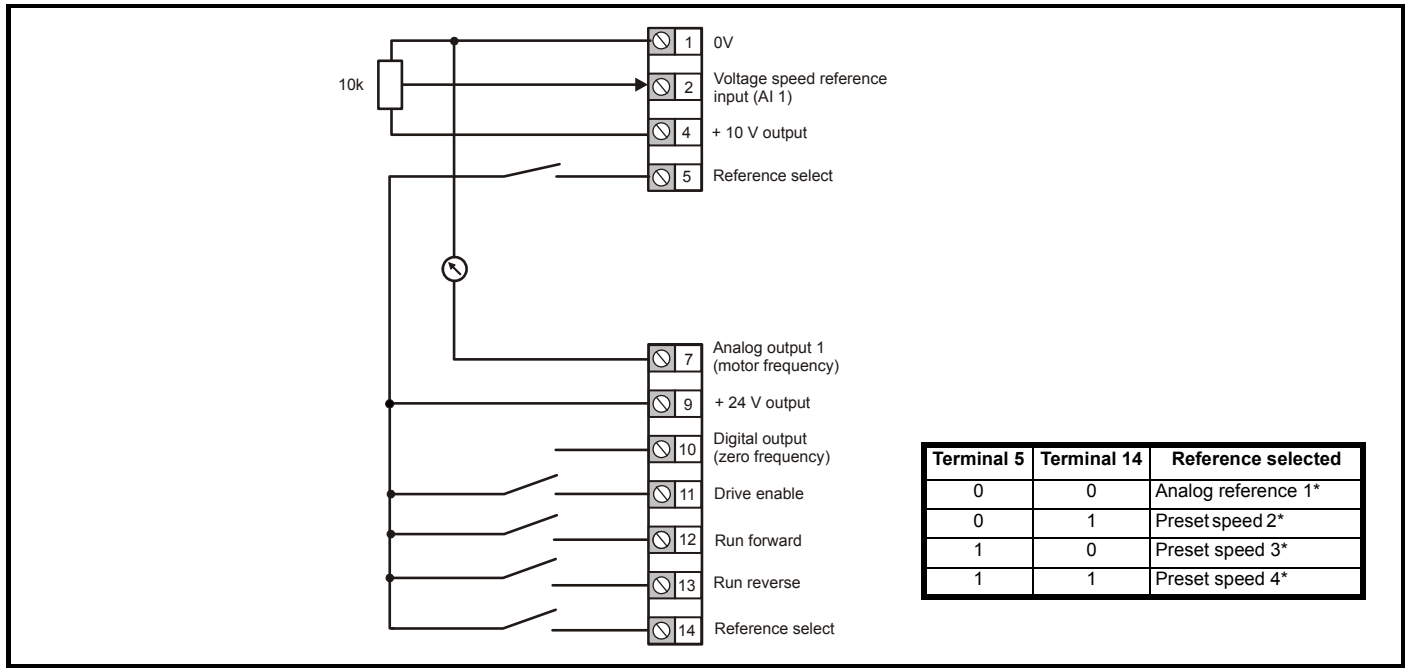 1 0V
10k
2 Voltage speed reference
input (AI 1)
4 + 10 V output
5 Reference select
7 Analog output 1
(motor frequency)
9 + 24 V output
10 Digital output
(zero frequency)
11 Drive enable
12 Run forward
13 Run reverse
14 Reference select
Terminal 5 Terminal 14 Reference selected
0 0 Analog reference 1*
0 1 Preset speed 2*
1 0 Preset speed 3*
1 1 Preset speed 4*